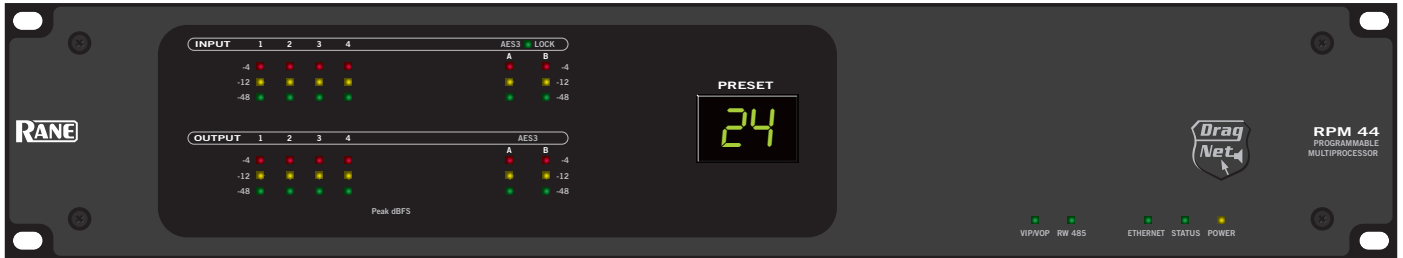 INPUT 1 2 3 4 AES3 LOCK
A B
-4 -4
-12 -12
-48 -48
PRESET
24
RANE
OUTPUT 1 2 3 4 AES3
A B
-4 -4
-12 -12
-48 -48
Peak dBFS
Drag
Net
RPM 44
PROGRAMMABLE
MULTIPROCESSOR
VIP/VOP RW 485 ETHERNET STATUS POWER